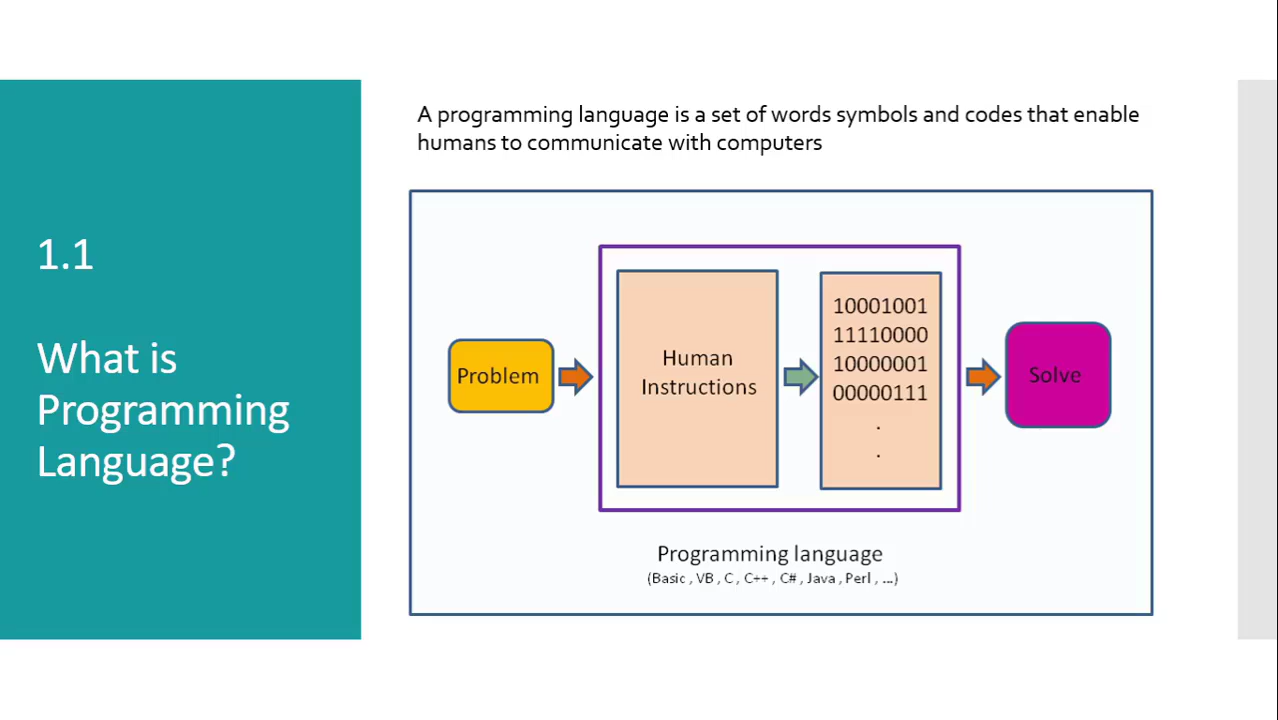 1.1
What is
Programming
Language?
A programming language is a set of words symbols and codes that enable
humans to communicate with computers
Problem
Human
Instructions
10001001
11110000
10000001
00000111
.
.
Solve
Programming language
(Basic , VB , C , C++ , C# , Java , Perl , ...)